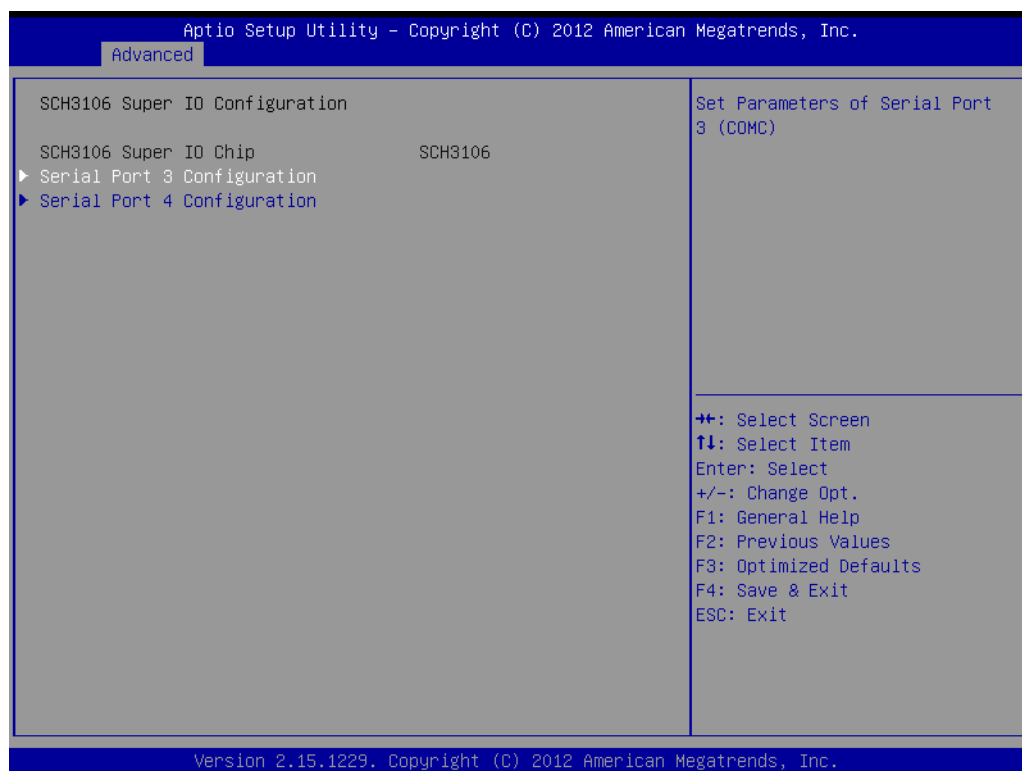 Aptio Setup Utility – Copyright (C) 2012 American Megatrends, Inc.
Advanced
SCH3106 Super IO Configuration
SCH3106 Super IO Chip SCH3106
▶ Serial Port 3 Configuration
▶ Serial Port 4 Configuration
Set Parameters of Serial Port
3 (COMC)
→←: Select Screen
↑↓: Select Item
Enter: Select
+/-: Change Opt.
F1: General Help
F2: Previous Values
F3: Optimized Defaults
F4: Save & Exit
ESC: Exit
Version 2.15.1229. Copyright (C) 2012 American Megatrends, Inc.